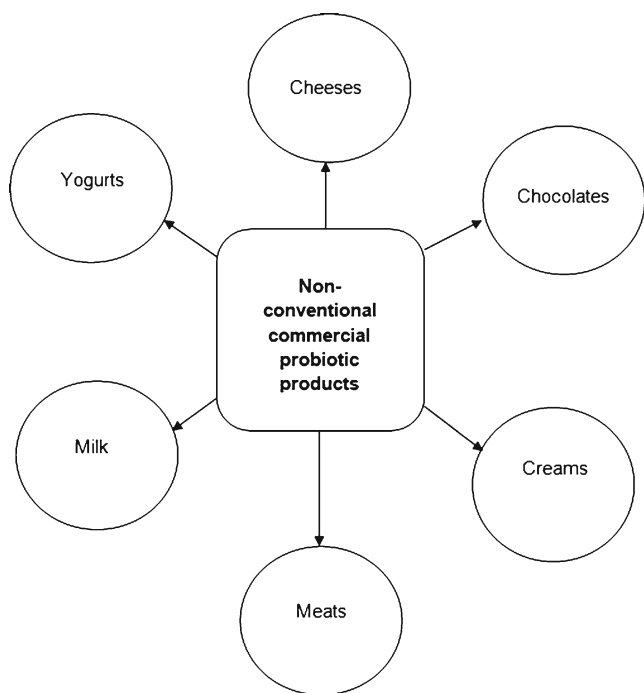 Cheeses
Yogurts
Chocolates
Non-
conventional
commercial
probiotic
products
Milk
Creams
Meats